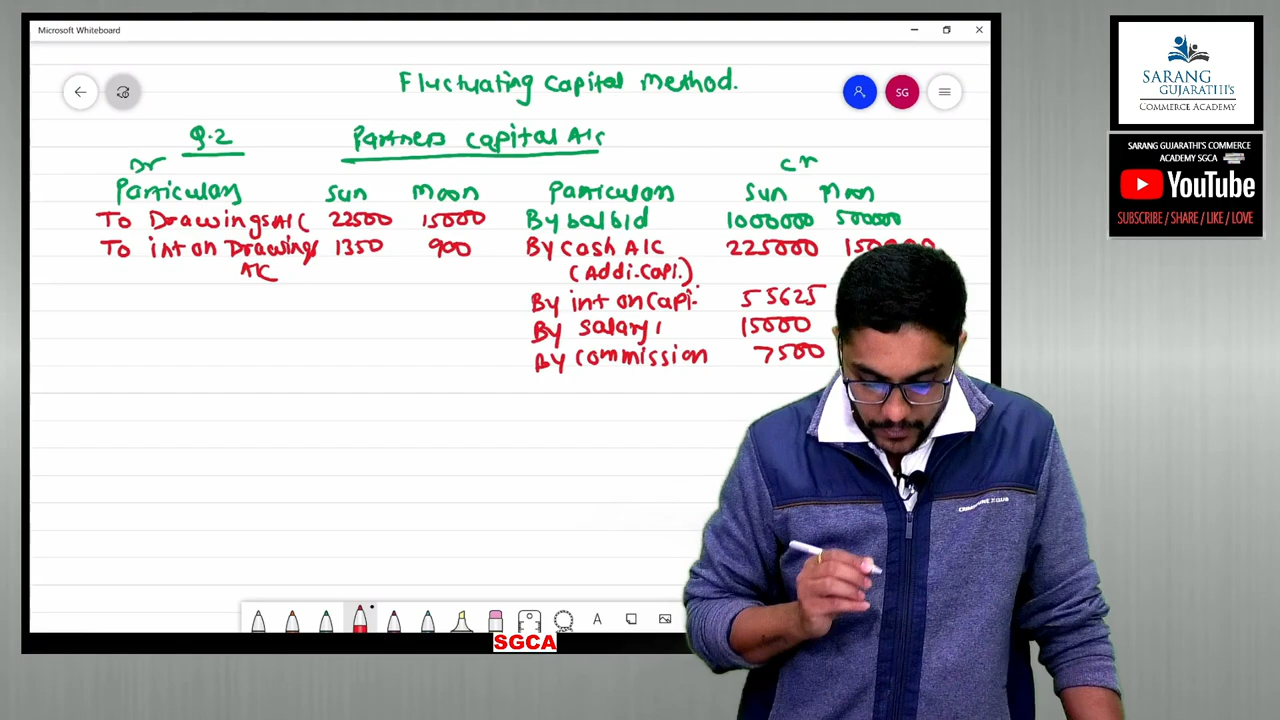 Microsoft Whiteboard
Fluctuating Capital Method.
Q.2 Partners Capital A/c
Dr Cr
Particulars Sun Moon Particulars Sun Moon
To Drawings A/C 22500 15000 By bal b/d 1000000 500000
To int on Drawings A/C 1350 900 By Cash A/C (Addi. Capi.) 225000
By int on Capi. 55625
By Salary 15000
By Commission 7500
SG
SGCA
SARANG
GUJARATHI'S
COMMERCE ACADEMY
SARANG GUJARATHI'S COMMERCE
ACADEMY SGCA
YouTube
SUBSCRIBE / SHARE / LIKE / LOVE